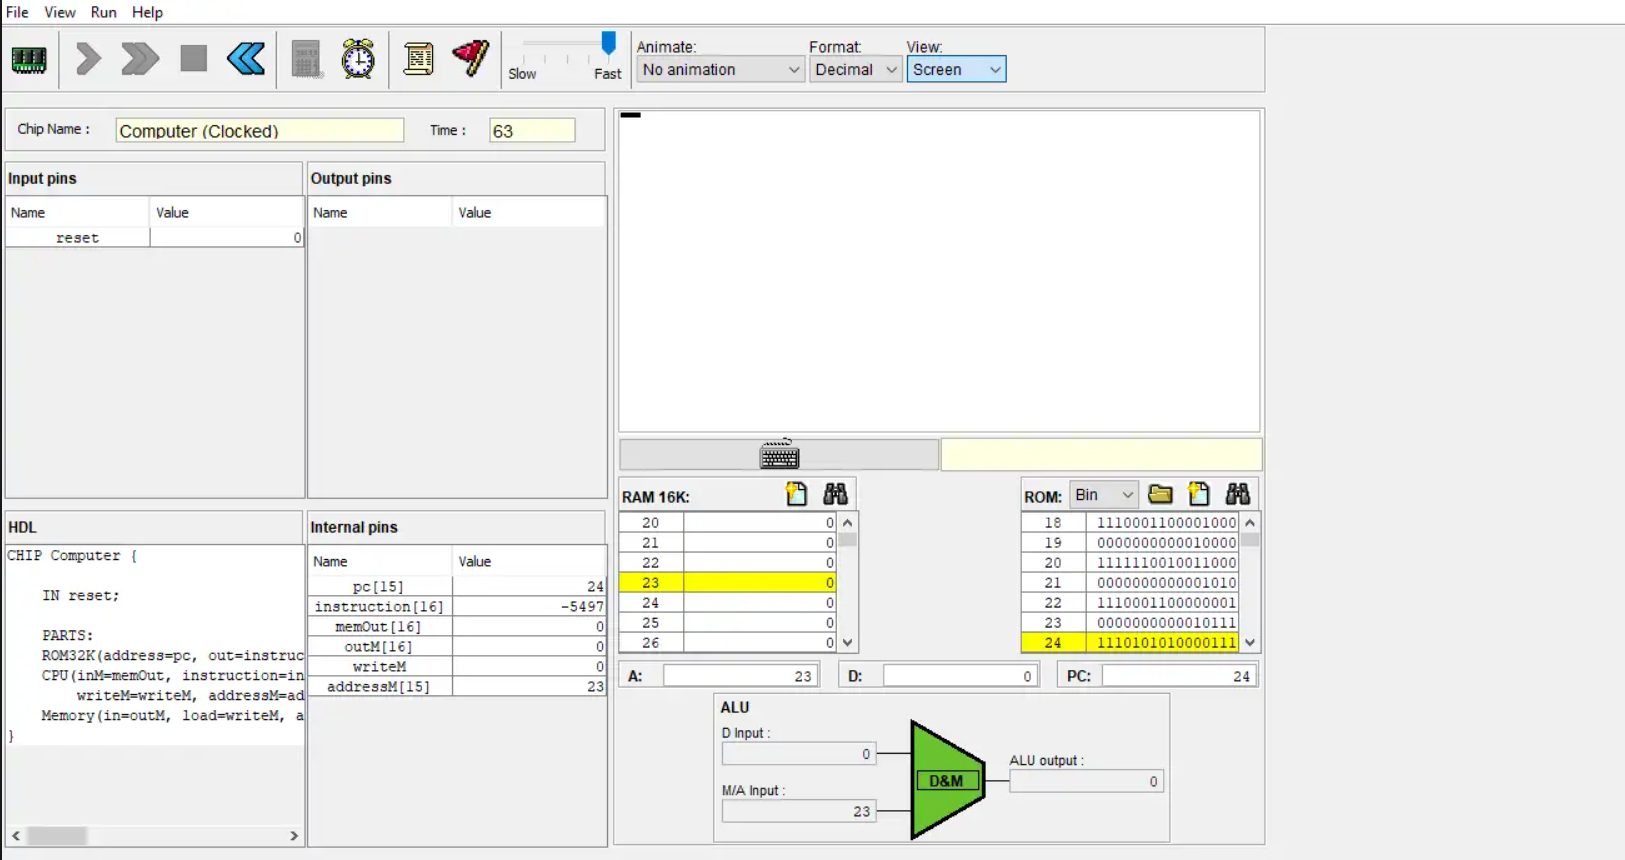 File View Run Help
Slow Fast
Animate: Format: View:
No animation Decimal Screen
Chip Name : Computer (Clocked) Time : 63
Input pins
Name Value
reset 0
Output pins
Name Value
HDL
CHIP Computer {
IN reset;
PARTS:
ROM32K(address=pc, out=instruc
CPU(inM=memOut, instruction=in
writeM=writeM, addressM=ad
Memory(in=outM, load=writeM, a
}
Internal pins
Name Value
pc[15] 24
instruction[16] -5497
memOut[16] 0
outM[16] 0
writeM 0
addressM[15] 23
RAM 16K:
20 0
21 0
22 0
23 0
24 0
25 0
26 0
ROM: Bin
18 1110001100001000
19 0000000000010000
20 1111110010011000
21 0000000000001010
22 1110001100000001
23 0000000000010111
24 1110101010000111
A: 23 D: 0 PC: 24
ALU
D Input :
0
M/A Input :
23
D&M
ALU output :
0